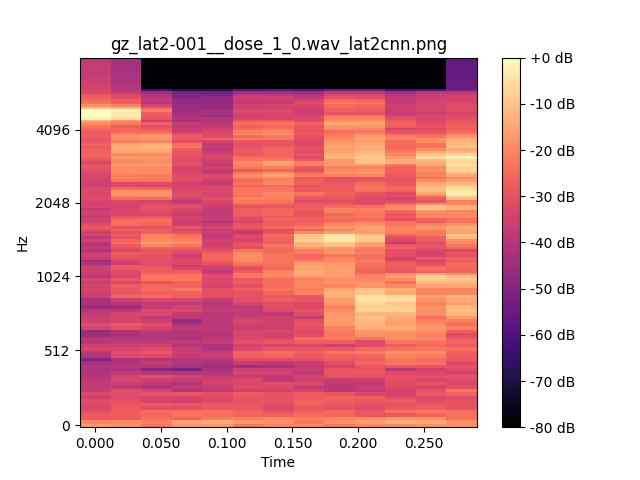 gz_lat2-001__dose_1_0.wav_lat2cnn.png
+0 dB
-10 dB
-20 dB
-30 dB
-40 dB
-50 dB
-60 dB
-70 dB
-80 dB
4096
2048
1024
512
0
Hz
0.000 0.050 0.100 0.150 0.200 0.250
Time